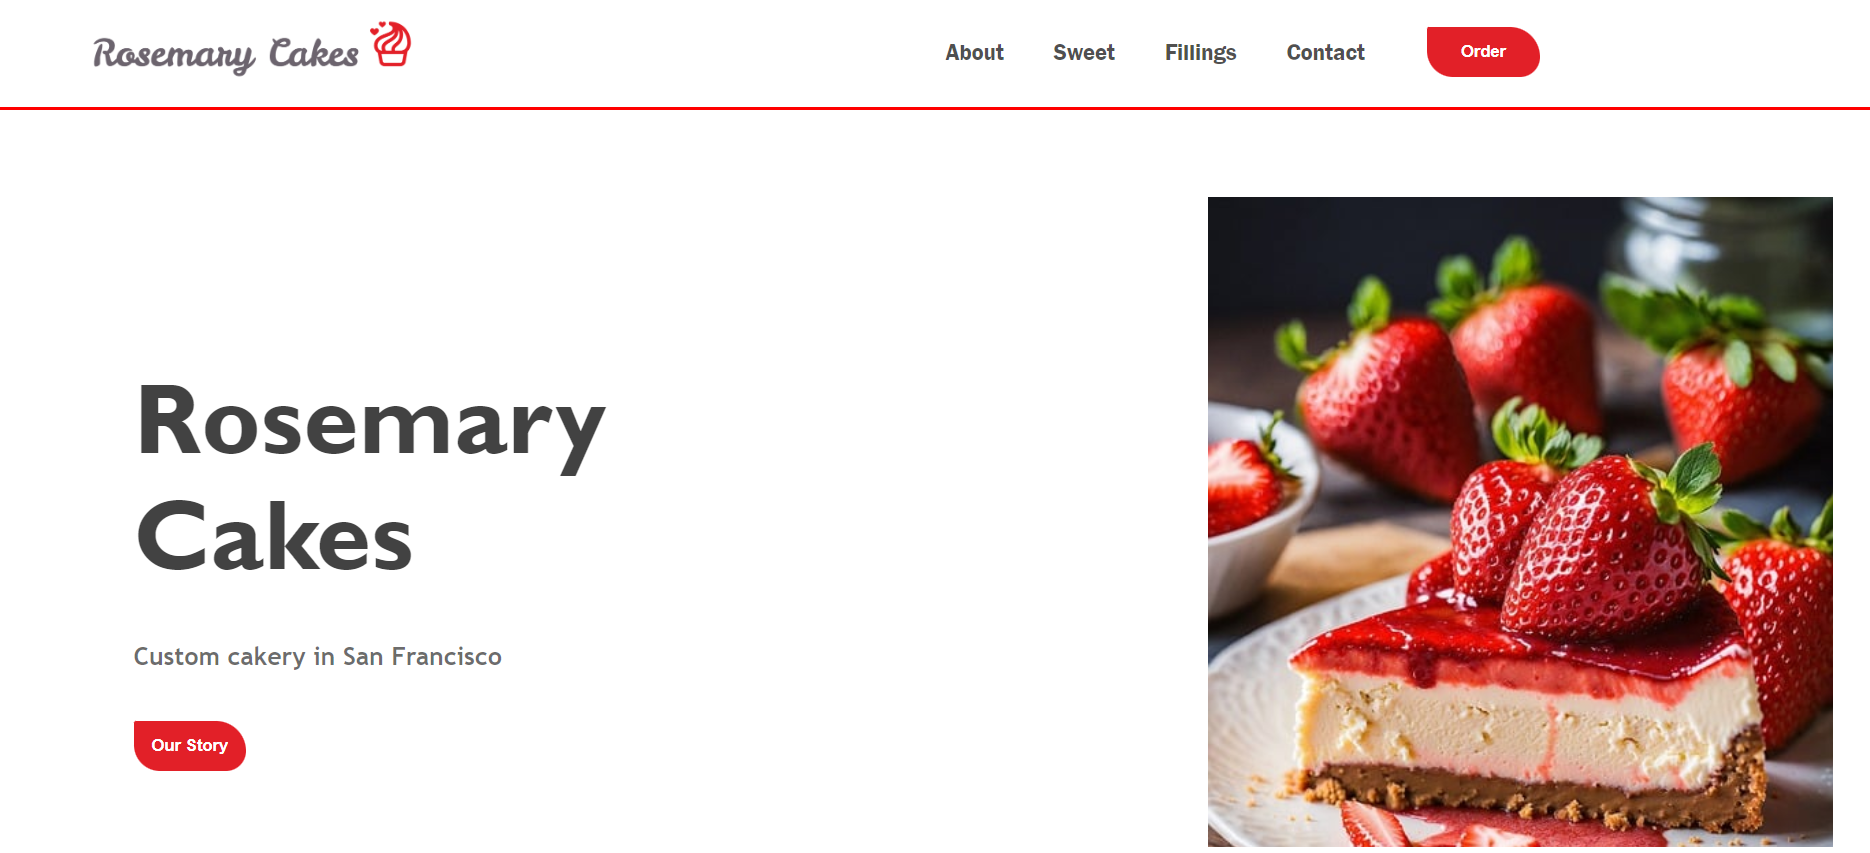 Rosemary Cakes
About Sweet Fillings Contact Order
Rosemary
Cakes
Custom cakery in San Francisco
Our Story